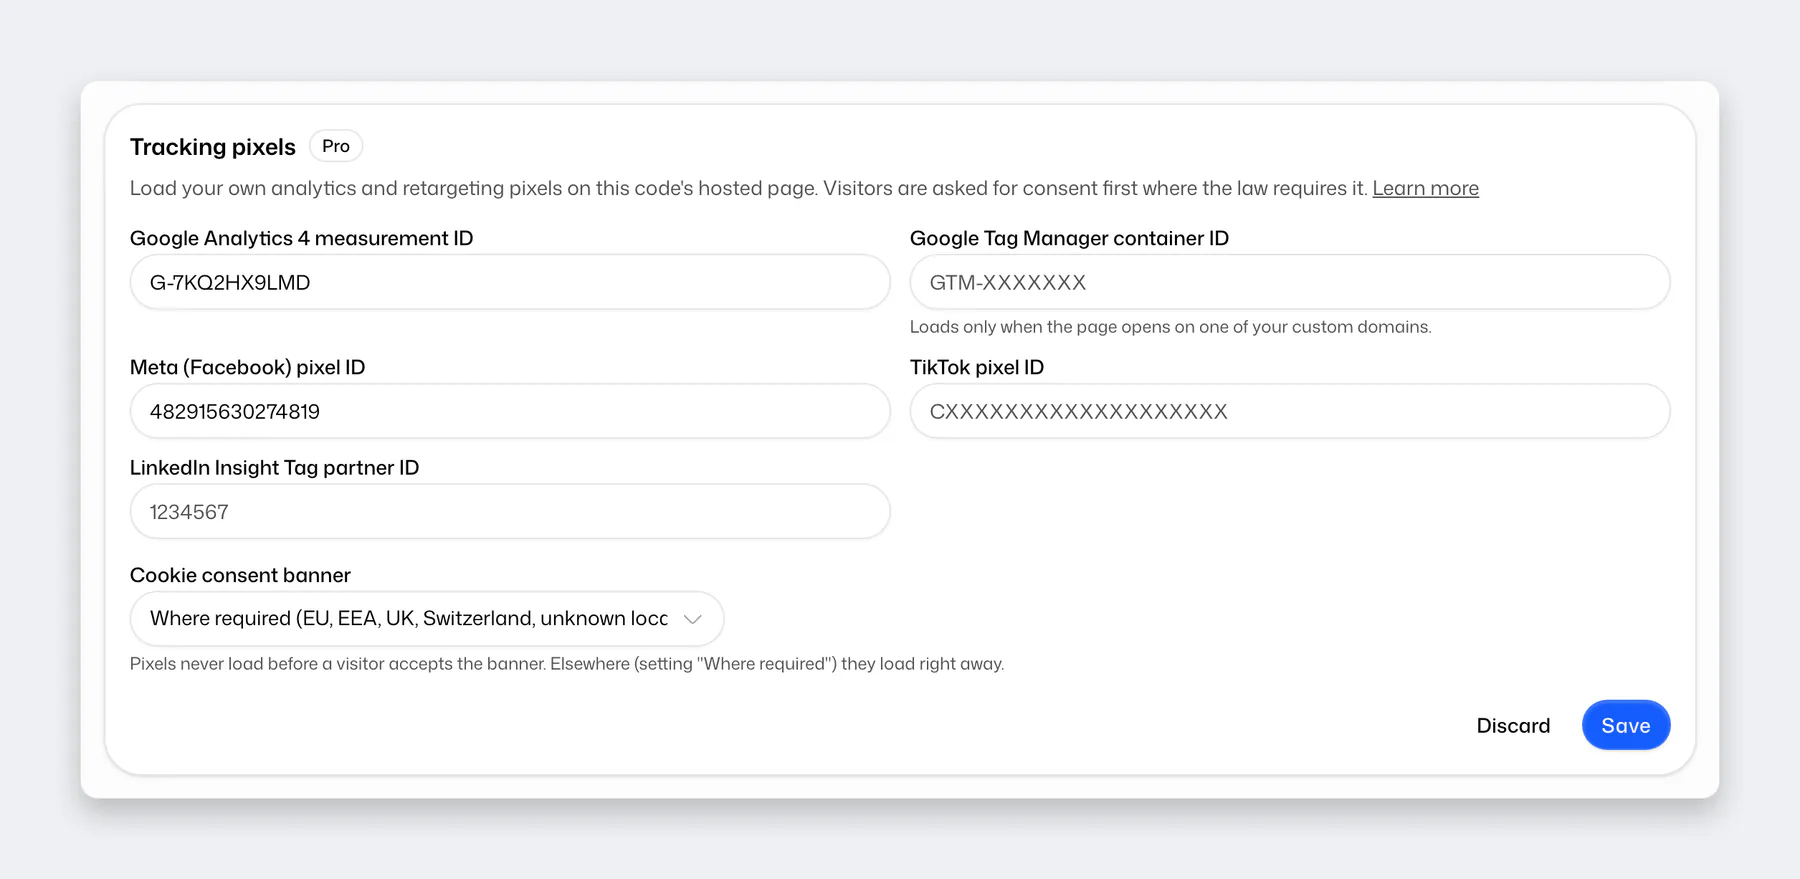 Tracking pixels Pro
Load your own analytics and retargeting pixels on this code's hosted page. Visitors are asked for consent first where the law requires it. Learn more
Google Analytics 4 measurement ID
G-7KQ2HX9LMD
Google Tag Manager container ID
GTM-XXXXXXX
Loads only when the page opens on one of your custom domains.
Meta (Facebook) pixel ID
482915630274819
TikTok pixel ID
CXXXXXXXXXXXXXXXXXXX
LinkedIn Insight Tag partner ID
1234567
Cookie consent banner
Where required (EU, EEA, UK, Switzerland, unknown
Pixels never load before a visitor accepts the banner. Elsewhere (setting "Where required") they load right away.
Discard
Save